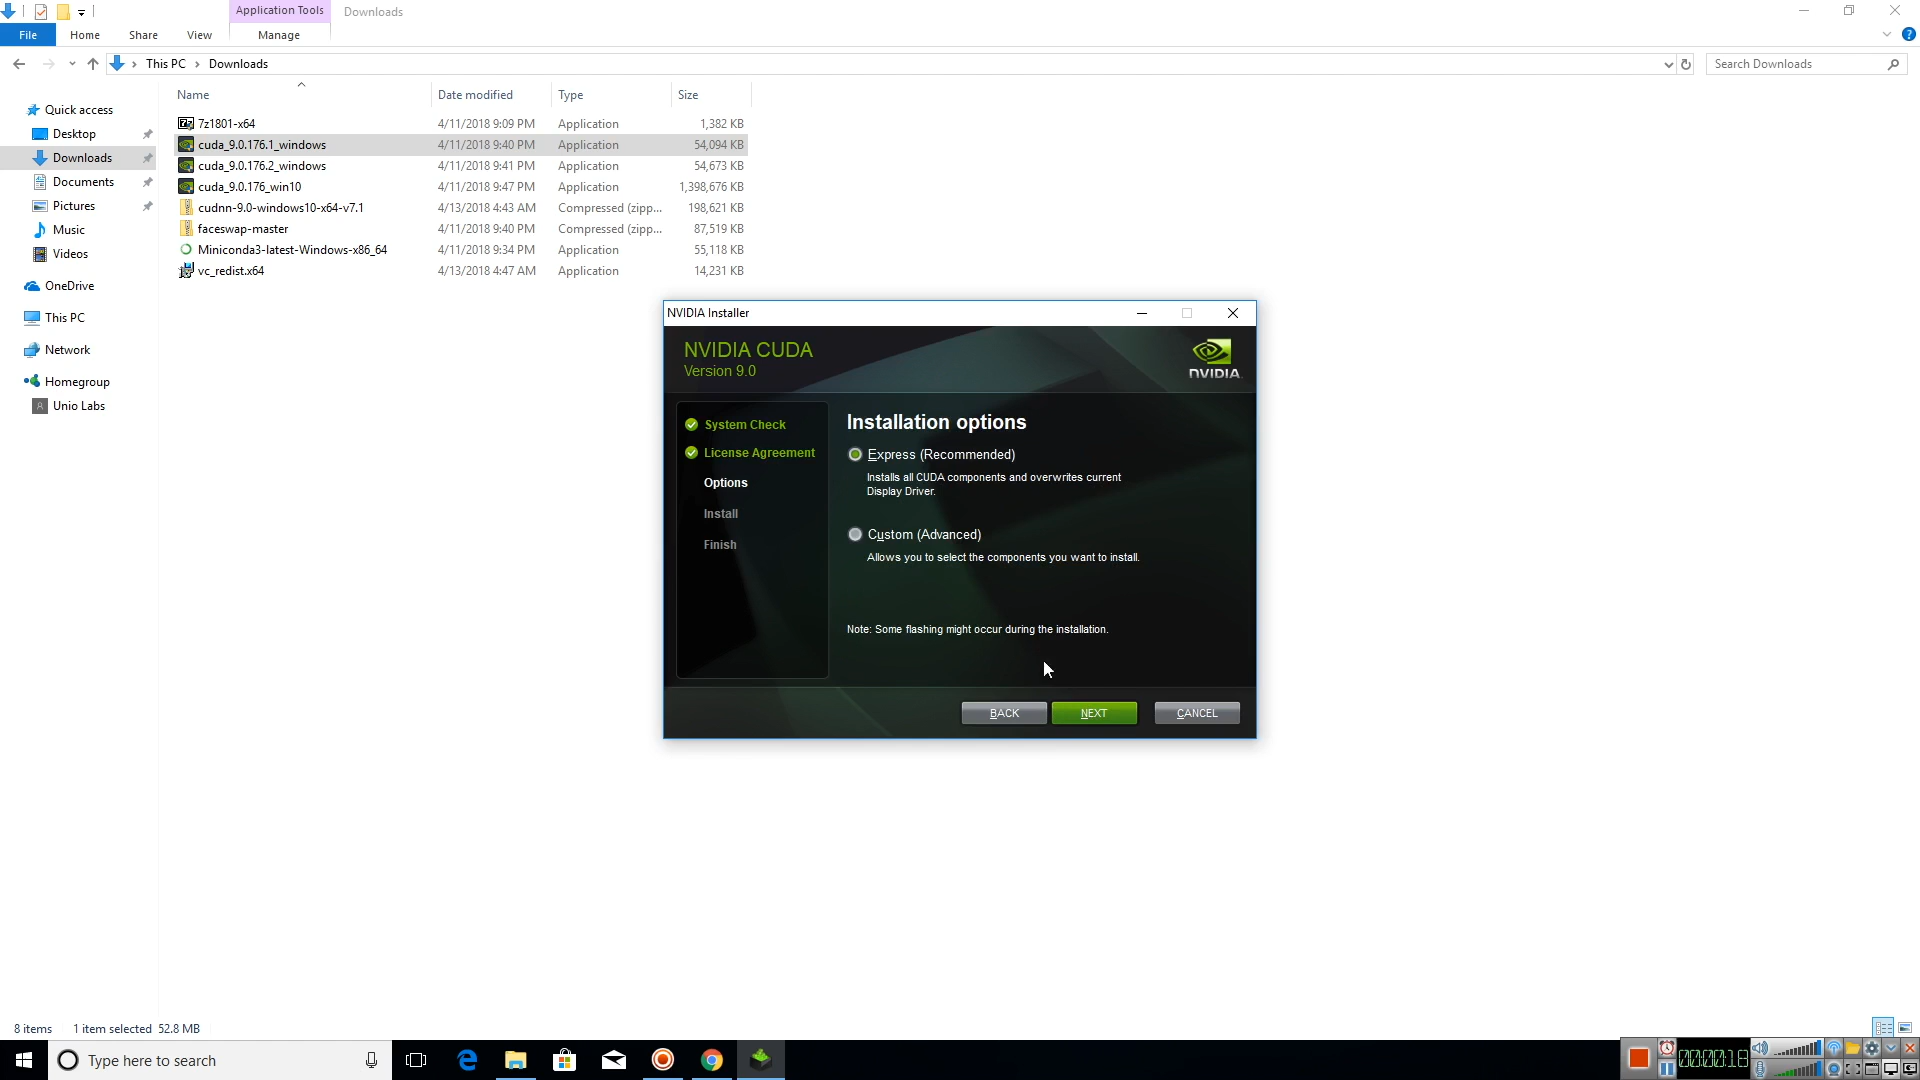 Application Tools
Downloads
File
Home
Share
View
Manage
This PC
Downloads
Search Downloads
Name
Date modified
Type
Size
Quick access
Desktop
Downloads
Documents
Pictures
Music
Videos
OneDrive
This PC
Network
Homegroup
Unio Labs
7z1801-x64 4/11/2018 9:09 PM Application 1,382 KB
cuda_9.0.176.1_windows 4/11/2018 9:40 PM Application 54,094 KB
cuda_9.0.176.2_windows 4/11/2018 9:41 PM Application 54,673 KB
cuda_9.0.176_win10 4/11/2018 9:47 PM Application 1,398,676 KB
cudnn-9.0-windows10-x64-v7.1 4/13/2018 4:43 AM Compressed (zipp... 198,621 KB
faceswap-master 4/11/2018 9:40 PM Compressed (zipp... 87,519 KB
Miniconda3-latest-Windows-x86_64 4/11/2018 9:34 PM Application 55,118 KB
vc_redist.x64 4/13/2018 4:47 AM Application 14,231 KB
NVIDIA Installer
NVIDIA CUDA
Version 9.0
NVIDIA.
System Check
License Agreement
Options
Install
Finish
Installation options
Express (Recommended)
Installs all CUDA components and overwrites current
Display Driver.
Custom (Advanced)
Allows you to select the components you want to install.
Note: Some flashing might occur during the installation.
BACK
NEXT
CANCEL
8 items
1 item selected 52.8 MB
Type here to search
00:00:18